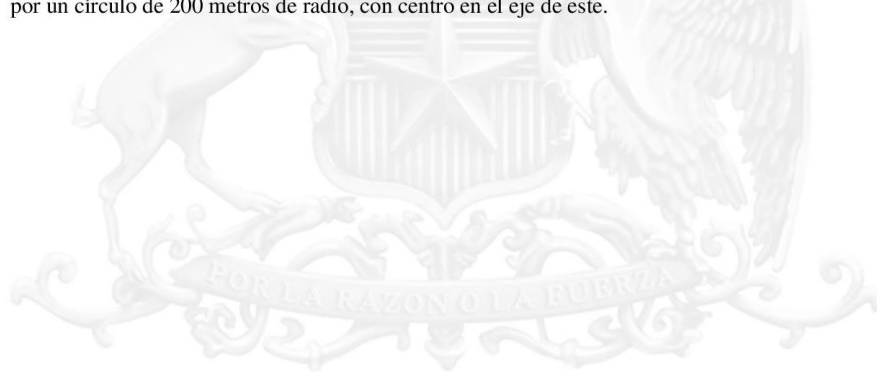 por un círculo de 200 metros de radio, con centro en el eje de este.
POR LA RAZON O LA FUERZA